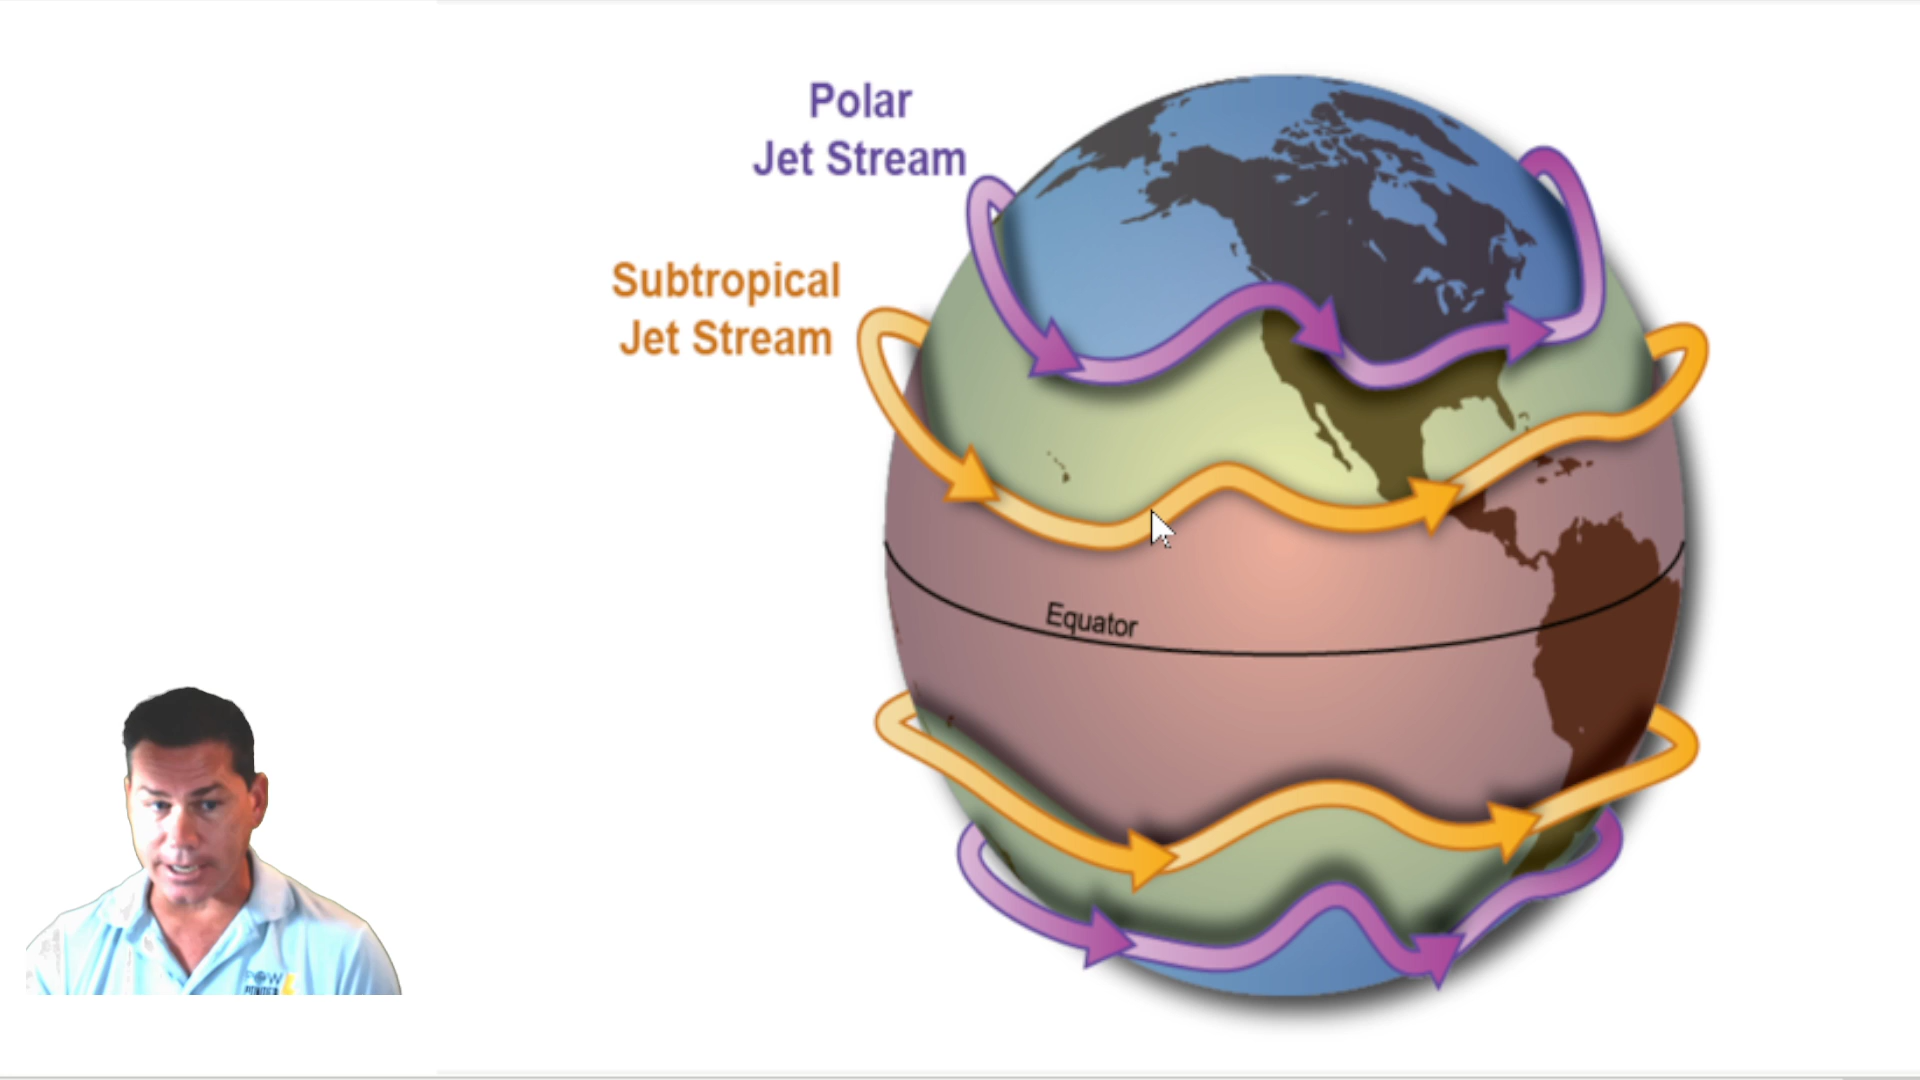 Polar
Jet Stream
Subtropical
Jet Stream
Equator